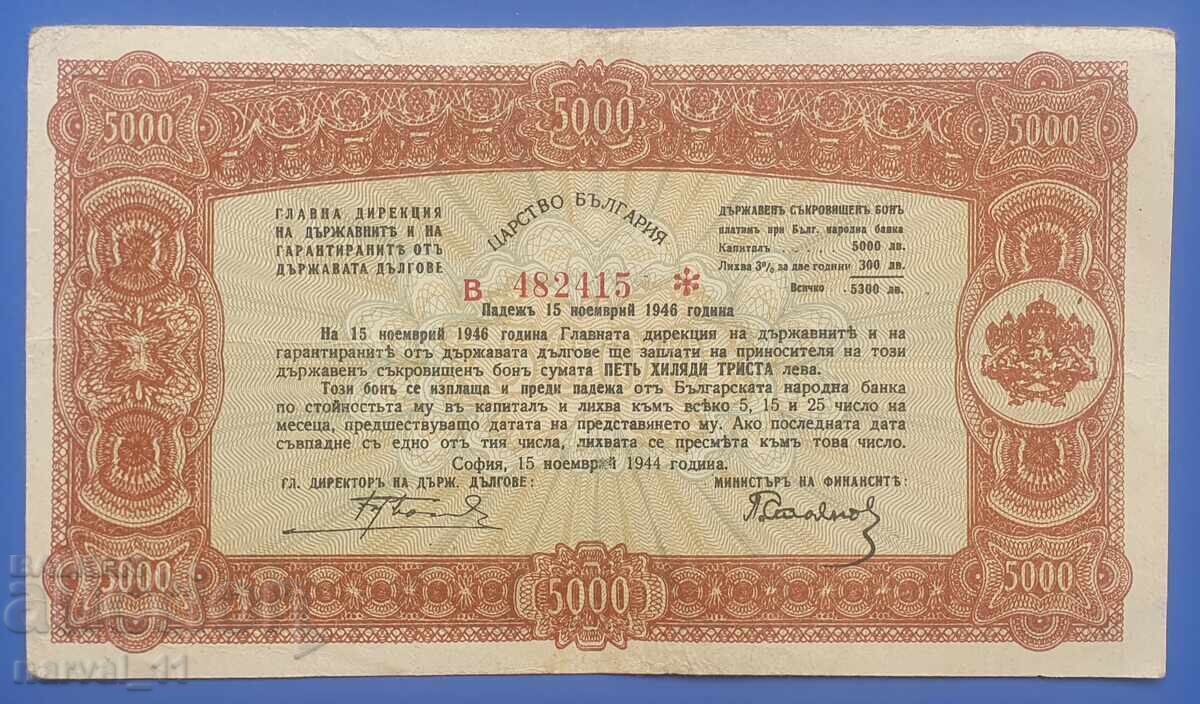 5000 5000 5000
ЦАРСТВО БЪЛГАРИЯ
ГЛАВНА ДИРЕКЦИЯ
НА ДЪРЖАВНИТѢ И НА
ГАРАНТИРАНИТѢ ОТЪ
ДЪРЖАВАТА ДЪЛГОВЕ
ДЪРЖАВЕНЪ СЪКРОВИЩЕНЪ БОНЪ
платимъ при Бълг. народна банка
Капиталъ . . . . . 5000 лв.
Лихва 3% за две години 300 лв.
Всичко 5300 лв.
В 482415 *
Падежъ 15 ноемврий 1946 година
На 15 ноемврий 1946 година Главната дирекция на държавнитѣ и на
гарантиранитѣ отъ държавата дългове ще заплати на приносителя на този
държавенъ съкровищенъ бонъ сумата ПЕТЬ ХИЛЯДИ ТРИСТА лева.
Този бонъ се изплаща и преди падежа отъ Българската народна банка
по стойностьта му въ капиталъ и лихва къмъ всѣко 5, 15 и 25 число на
месеца, предшествуващо датата на представянето му. Ако последната дата
съвпадне съ едно отъ тия числа, лихвата се пресмѣта къмъ това число.
София, 15 ноемврий 1944 година.
ГЛ. ДИРЕКТОРЪ НА ДЪРЖ. ДЪЛГОВЕ:
МИНИСТЪРЪ НА ФИНАНСИТѢ:
5000 5000 5000
narval_11